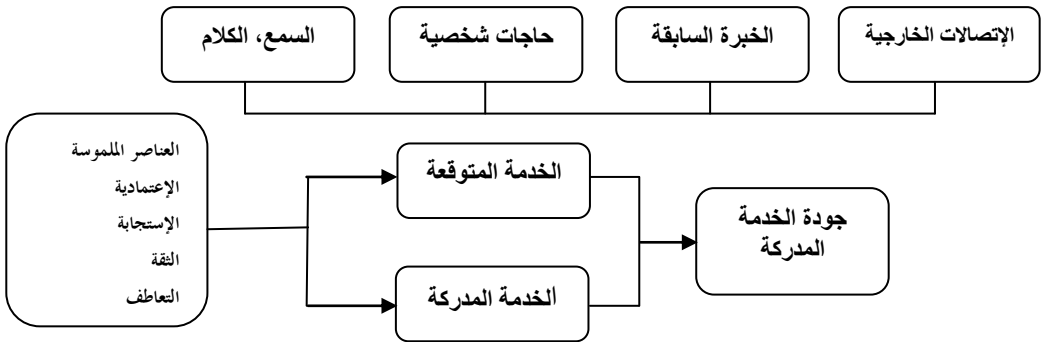 الإتصالات الخارجية
الخبرة السابقة
حاجات شخصية
السمع، الكلام
العناصر الملموسة
الإعتمادية
الإستجابة
الثقة
التعاطف
الخدمة المتوقعة
الخدمة المدركة
جودة الخدمة
المدركة